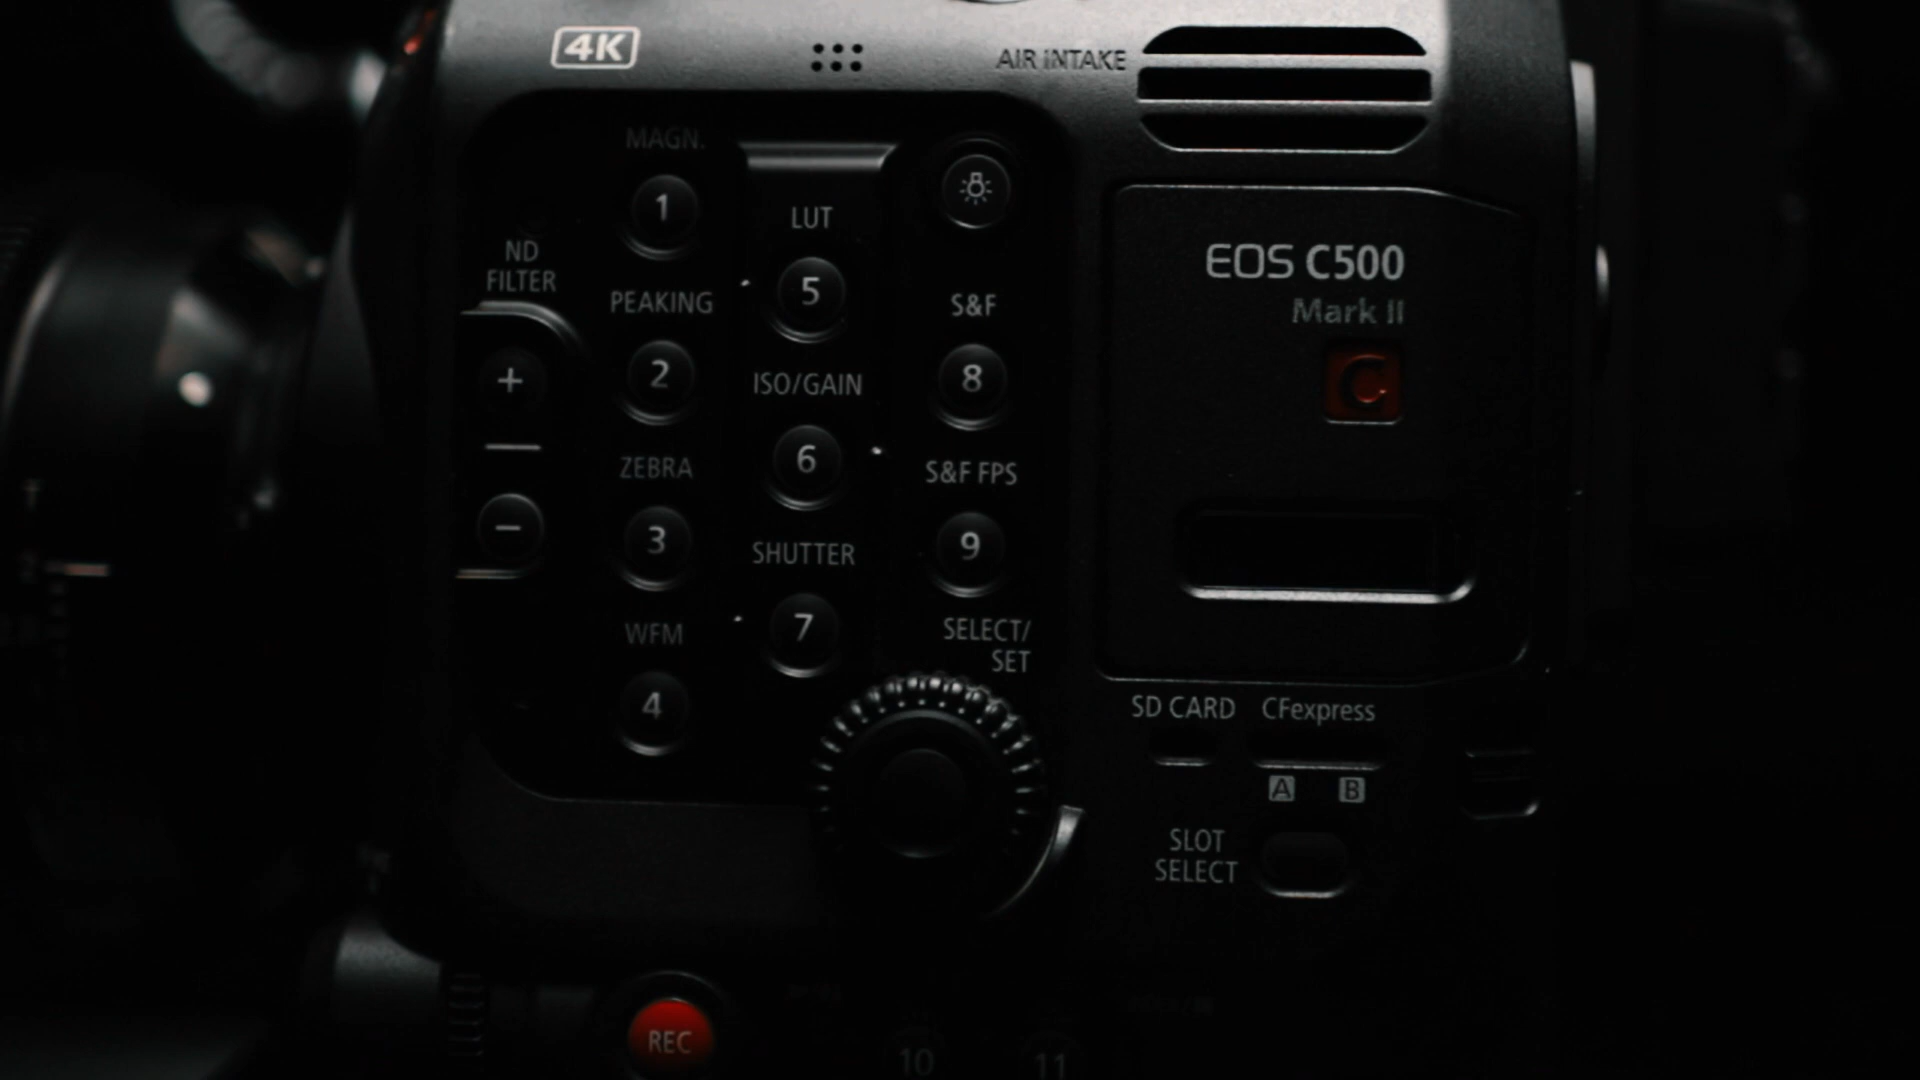 4K
AIR INTAKE
MAGN.
1
LUT
ND
FILTER
PEAKING
5
S&F
EOS C500
Mark II
C
+
2
ISO/GAIN
8
ZEBRA
6
S&F FPS
−
3
SHUTTER
9
WFM
7
SELECT/
SET
4
SD CARD CFexpress
A B
SLOT
SELECT
REC
10 11